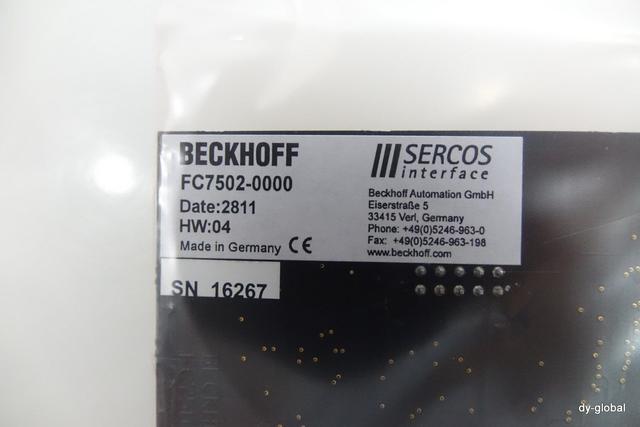 BECKHOFF
FC7502-0000
Date:2811
HW:04
Made in Germany CE
SERCOS
interface
Beckhoff Automation GmbH
Eiserstraße 5
33415 Verl, Germany
Phone: +49(0)5246-963-0
Fax: +49(0)5246-963-198
www.beckhoff.com
SN 16267
dy-global